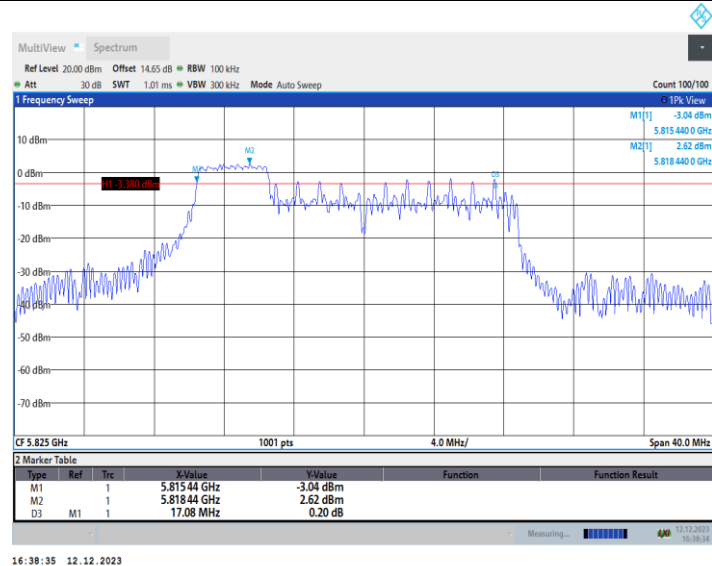 MultiView Spectrum
Ref Level 20.00 dBm Offset 14.65 dB RBW 100 kHz
Att 30 dB SWT 1.01 ms VBW 300 kHz Mode Auto Sweep Count 100/100
1 Frequency Sweep 1Pk View
M1[1] -3.04 dBm
5.815 440 0 GHz
M2[1] 2.62 dBm
5.818 440 0 GHz
10 dBm
M2
0 dBm
M1
D3
H1 -3.380 dBm
-10 dBm
-20 dBm
-30 dBm
-40 dBm
-50 dBm
-60 dBm
-70 dBm
CF 5.825 GHz 1001 pts 4.0 MHz/ Span 40.0 MHz
2 Marker Table
Type Ref Trc X-Value Y-Value Function Function Result
M1 1 5.815 44 GHz -3.04 dBm
M2 1 5.818 44 GHz 2.62 dBm
D3 M1 1 17.08 MHz 0.20 dB
Measuring... 12.12.2023
16:38:34
16:38:35 12.12.2023